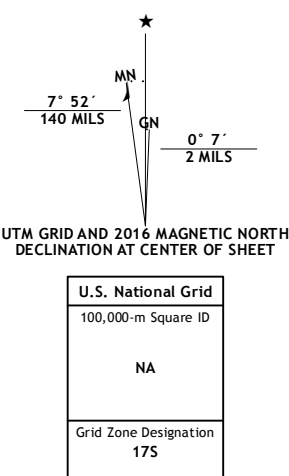 ★
MN
7° 52´
140 MILS
GN
0° 7´
2 MILS
UTM GRID AND 2016 MAGNETIC NORTH
DECLINATION AT CENTER OF SHEET
U.S. National Grid
100,000-m Square ID
NA
Grid Zone Designation
17S